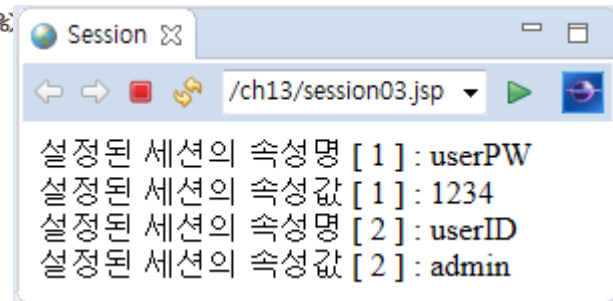 %>
Session
/ch13/session03.jsp
설정된 세션의 속성명 [ 1 ] : userPW
설정된 세션의 속성값 [ 1 ] : 1234
설정된 세션의 속성명 [ 2 ] : userID
설정된 세션의 속성값 [ 2 ] : admin